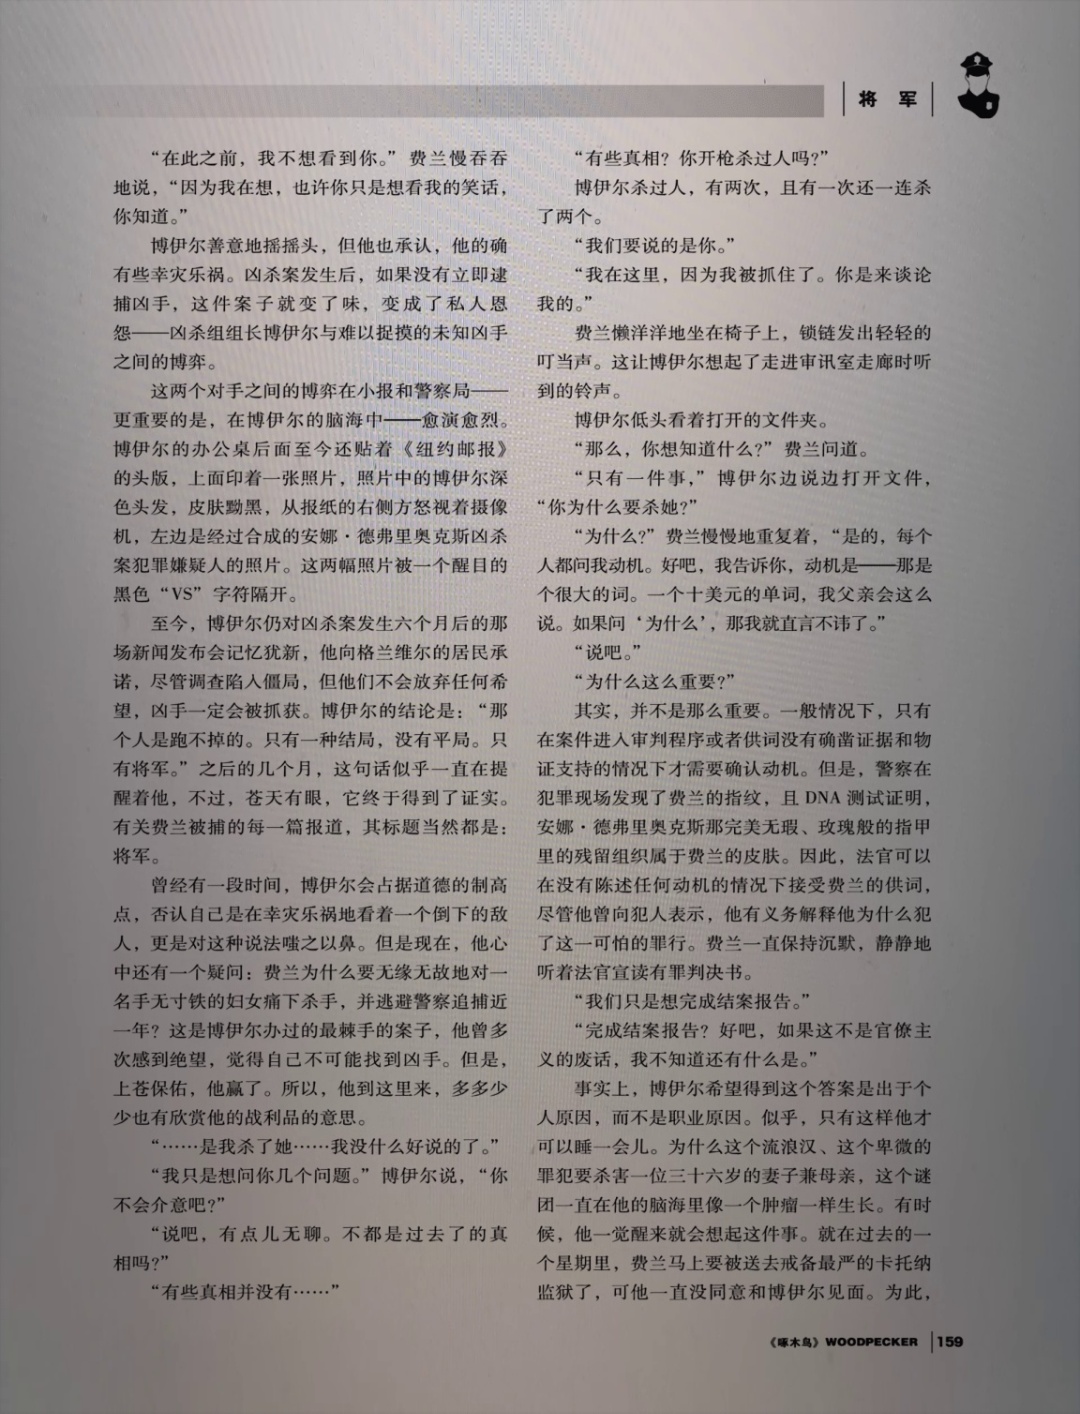 将 军
“在此之前，我不想看到你。”费兰慢吞吞
地说，“因为我在想，也许你只是想看我的笑话，
你知道。”
博伊尔善意地摇摇头，但他也承认，他的确
有些幸灾乐祸。凶杀案发生后，如果没有立即逮
捕凶手，这件案子就变了味，变成了私人恩
怨——凶杀组组长博伊尔与难以捉摸的未知凶手
之间的博弈。
这两个对手之间的博弈在小报和警察局——
更重要的是，在博伊尔的脑海中——愈演愈烈。
博伊尔的办公桌后面至今还贴着《纽约邮报》
的头版，上面印着一张照片，照片中的博伊尔深
色头发，皮肤黝黑，从报纸的右侧方怒视着摄像
机，左边是经过合成的安娜·德弗里奥克斯凶杀
案犯罪嫌疑人的照片。这两幅照片被一个醒目的
黑色“VS”字符隔开。
至今，博伊尔仍对凶杀案发生六个月后的那
场新闻发布会记忆犹新，他向格兰维尔的居民承
诺，尽管调查陷入僵局，但他们不会放弃任何希
望，凶手一定会被抓获。博伊尔的结论是：“那
个人是跑不掉的。只有一种结局，没有平局。只
有将军。”之后的几个月，这句话似乎一直在提
醒着他，不过，苍天有眼，它终于得到了证实。
有关费兰被捕的每一篇报道，其标题当然都是：
将军。
曾经有一段时间，博伊尔会占据道德的制高
点，否认自己是在幸灾乐祸地看着一个倒下的敌
人，更是对这种说法嗤之以鼻。但是现在，他心
中还有一个疑问：费兰为什么要无缘无故地对一
名手无寸铁的妇女痛下杀手，并逃避警察追捕近
一年？这是博伊尔办过的最棘手的案子，他曾多
次感到绝望，觉得自己不可能找到凶手。但是，
上苍保佑，他赢了。所以，他到这里来，多多少
少也有欣赏他的战利品的意思。
“……是我杀了她……我没什么好说的了。”
“我只是想问你几个问题。”博伊尔说，“你
不会介意吧？”
“说吧，有点儿无聊。不都是过去了的真
相吗？”
“有些真相并没有……”
“有些真相？你开枪杀过人吗？”
博伊尔杀过人，有两次，且有一次还一连杀
了两个。
“我们要说的是你。”
“我在这里，因为我被抓住了。你是来谈论
我的。”
费兰懒洋洋地坐在椅子上，锁链发出轻轻的
叮当声。这让博伊尔想起了走进审讯室走廊时听
到的铃声。
博伊尔低头看着打开的文件夹。
“那么，你想知道什么？”费兰问道。
“只有一件事，”博伊尔边说边打开文件，
“你为什么要杀她？”
“为什么？”费兰慢慢地重复着，“是的，每个
人都问我动机。好吧，我告诉你，动机是——那是
个很大的词。一个十美元的单词，我父亲会这么
说。如果问‘为什么’，那我就直言不讳了。”
“说吧。”
“为什么这么重要？”
其实，并不是那么重要。一般情况下，只有
在案件进入审判程序或者供词没有确凿证据和物
证支持的情况下才需要确认动机。但是，警察在
犯罪现场发现了费兰的指纹，且 DNA 测试证明，
安娜·德弗里奥克斯那完美无瑕、玫瑰般的指甲
里的残留组织属于费兰的皮肤。因此，法官可以
在没有陈述任何动机的情况下接受费兰的供词，
尽管他曾向犯人表示，他有义务解释他为什么犯
了这一可怕的罪行。费兰一直保持沉默，静静地
听着法官宣读有罪判决书。
“我们只是想完成结案报告。”
“完成结案报告？好吧，如果这不是官僚主
义的废话，我不知道还有什么是。”
事实上，博伊尔希望得到这个答案是出于个
人原因，而不是职业原因。似乎，只有这样他才
可以睡一会儿。为什么这个流浪汉、这个卑微的
罪犯要杀害一位三十六岁的妻子兼母亲，这个谜
团一直在他的脑海里像一个肿瘤一样生长。有时
候，他一觉醒来就会想起这件事。就在过去的一
个星期里，费兰马上要被送去戒备最严的卡托纳
监狱了，可他一直没同意和博伊尔见面。为此，
《啄木鸟》WOODPECKER 159